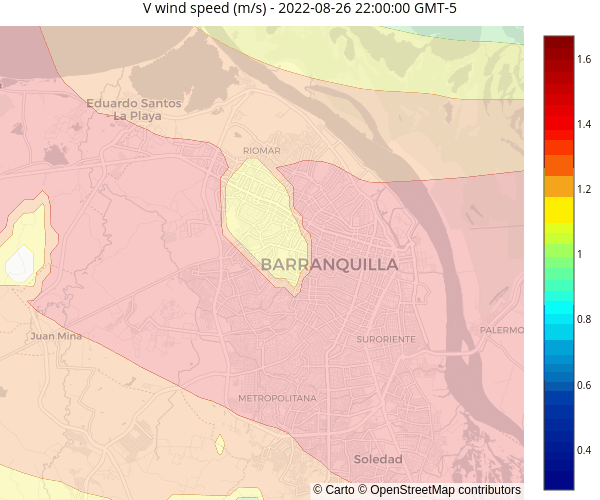 V wind speed (m/s) - 2022-08-26 22:00:00 GMT-5
1.6
Eduardo Santos
La Playa
1.4
RIOMAR
1.2
1
BARRANQUILLA
0.8
PALERMO
Juan Mina
SURORIENTE
0.6
METROPOLITANA
0.4
Soledad
© Carto © OpenStreetMap contributors